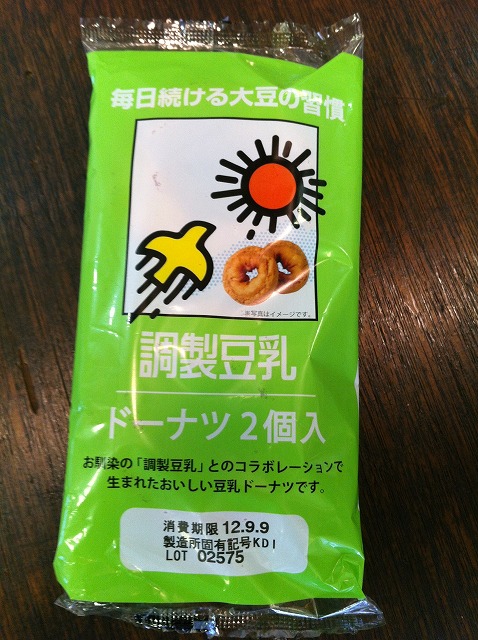 毎日続ける大豆の習慣
※写真はイメージです。
調製豆乳
ドーナツ2個入
お馴染の「調製豆乳」とのコラボレーションで
生まれたおいしい豆乳ドーナツです。
消費期限 12.9.9
製造所固有記号KD1
LOT 02575